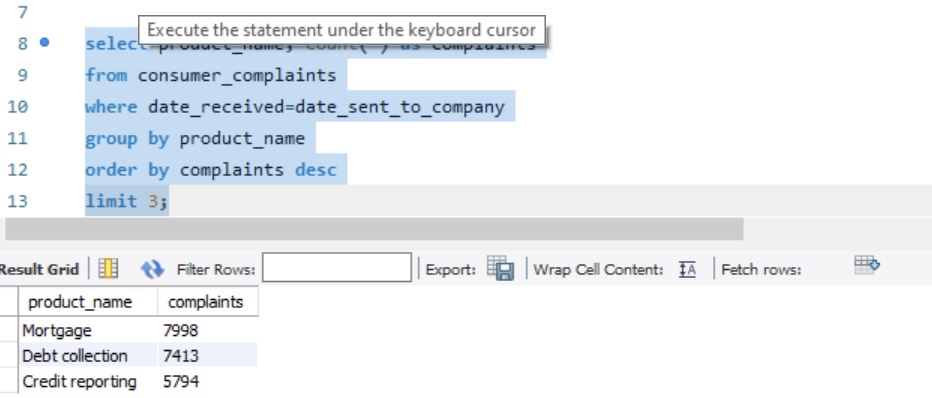 7
Execute the statement under the keyboard cursor
8 select product_name, count(*) as complaints
9 from consumer_complaints
10 where date_received=date_sent_to_company
11 group by product_name
12 order by complaints desc
13 limit 3;
Result Grid Filter Rows: Export: Wrap Cell Content: Fetch rows:
product_name complaints
Mortgage 7998
Debt collection 7413
Credit reporting 5794